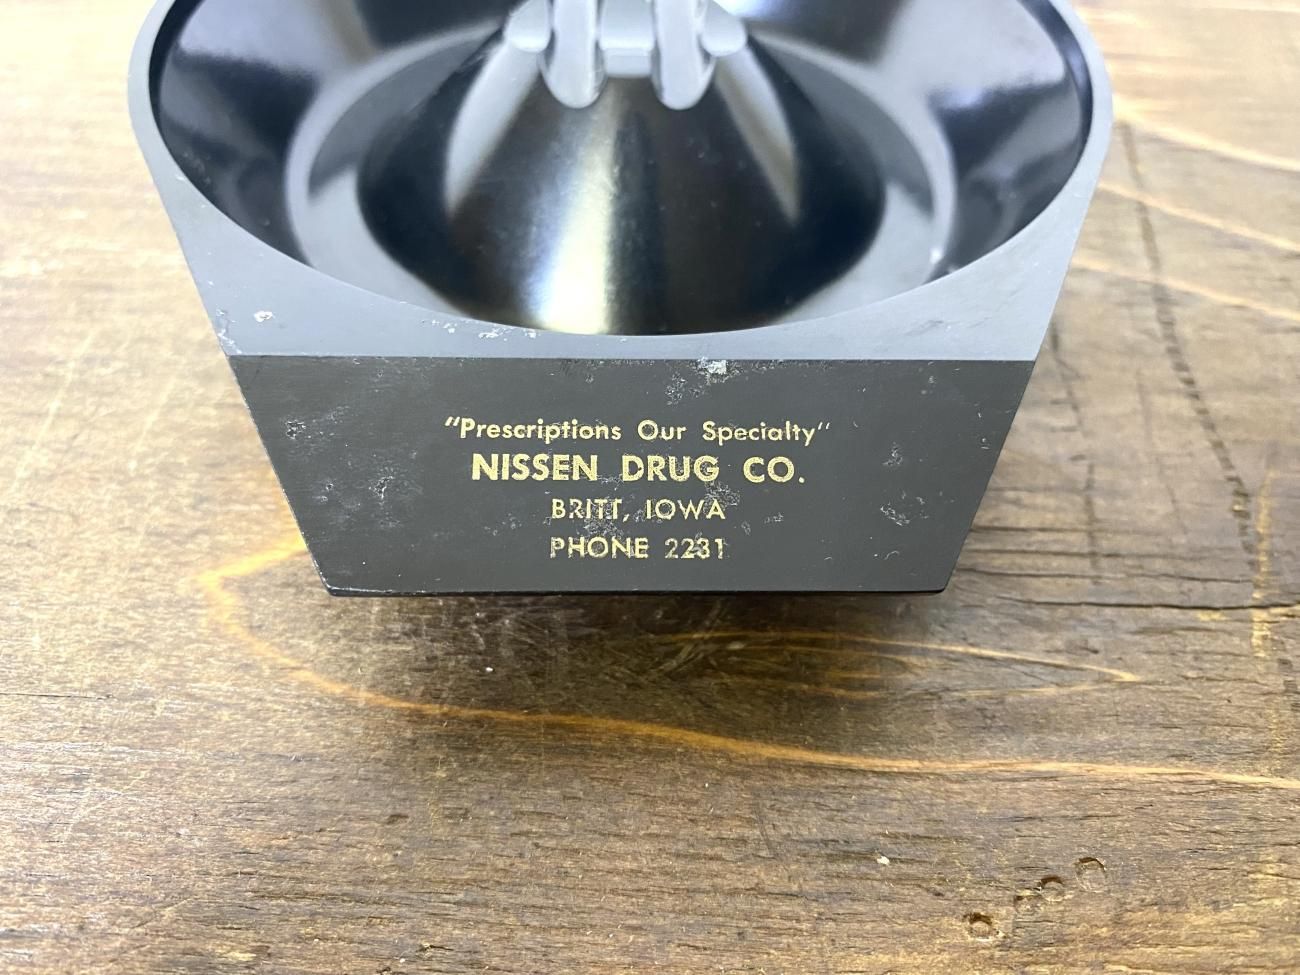 "Prescriptions Our Specialty"
NISSEN DRUG CO.
BRITT, IOWA
PHONE 2231